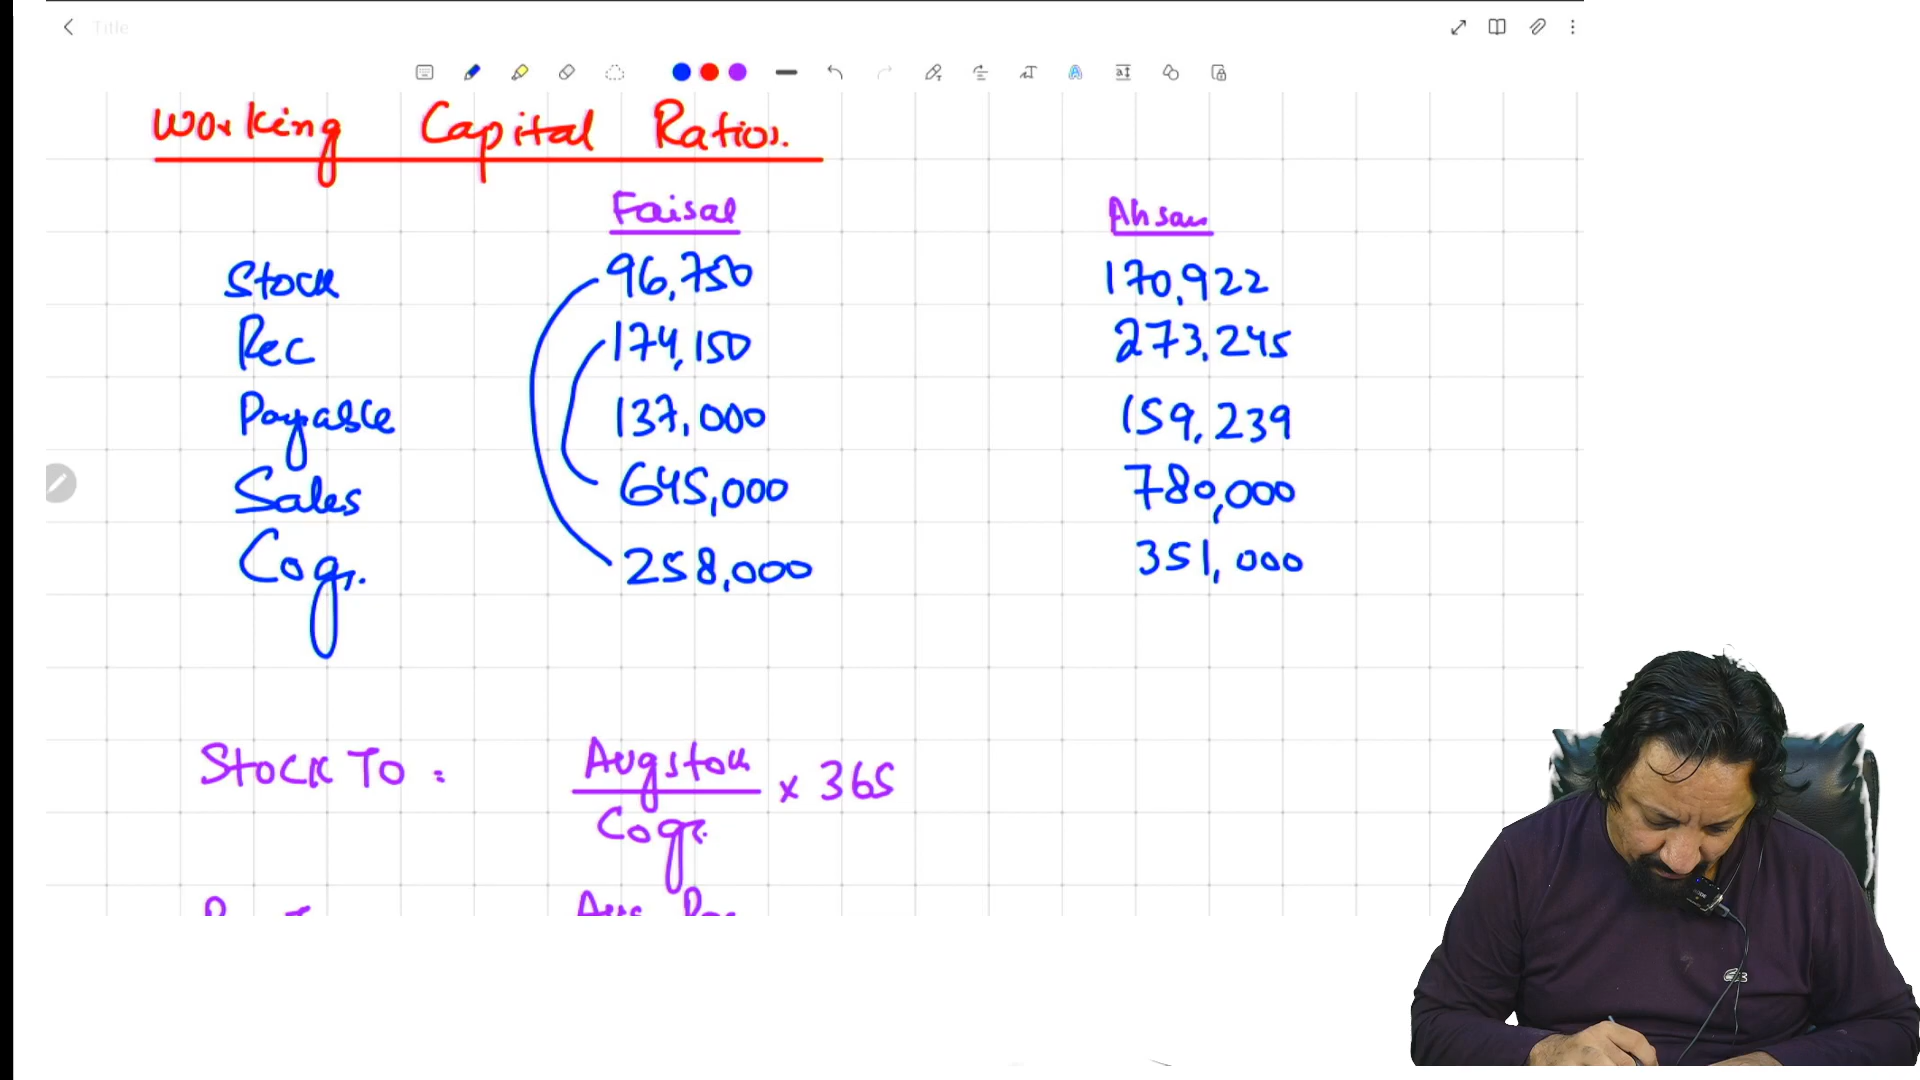 Title
Working Capital Ratios.
Faisal Ahsan
Stock 96,750 170,922
Rec 174,150 273,245
Payable 137,000 159,239
Sales 645,000 780,000
Cogs. 258,000 351,000
Stock TO = Avg stock × 365
Cogs.